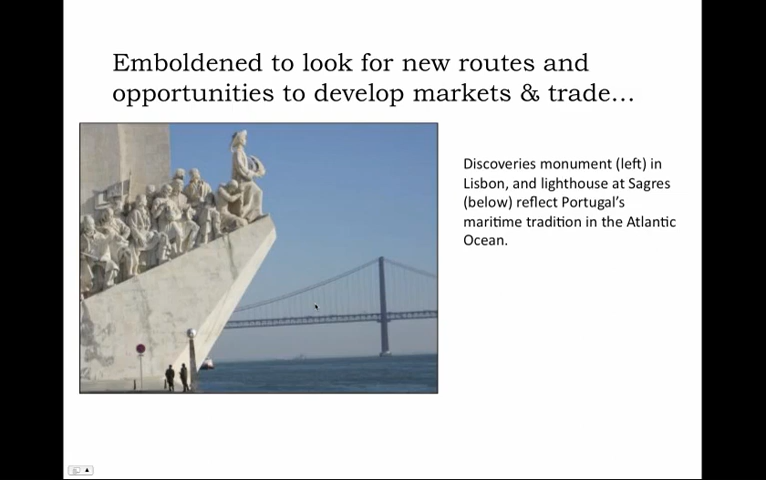 Emboldened to look for new routes and
opportunities to develop markets & trade…
Discoveries monument (left) in
Lisbon, and lighthouse at Sagres
(below) reflect Portugal’s
maritime tradition in the Atlantic
Ocean.